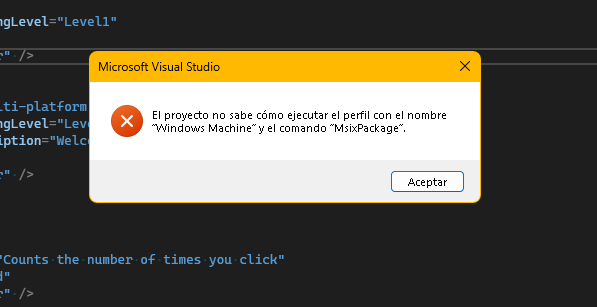 ngLevel="Level1"
r" />
Microsoft Visual Studio
lti-platform
ngLevel="Leve
iption="Welco
El proyecto no sabe cómo ejecutar el perfil con el nombre
"Windows Machine" y el comando "MsixPackage".
r" />
Aceptar
"Counts the number of times you click"
d"
r" />